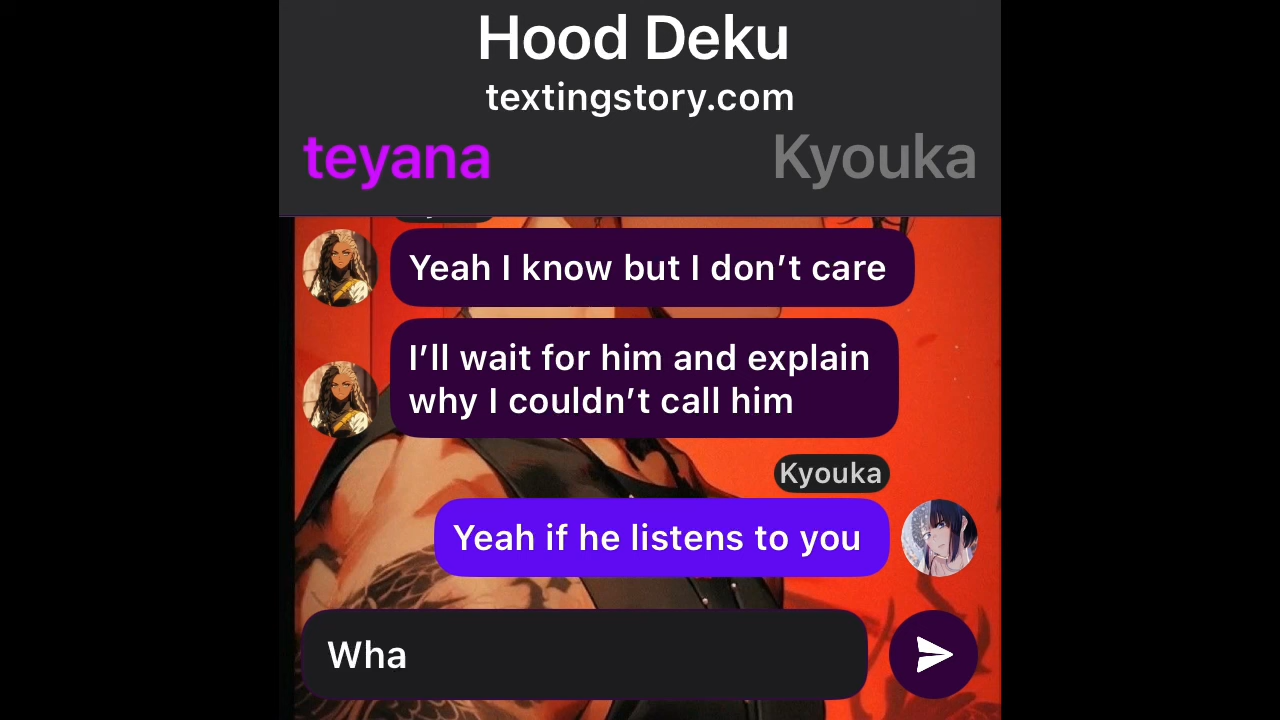 Hood Deku
textingstory.com
teyana
Kyouka
Yeah I know but I don’t care
I’ll wait for him and explain
why I couldn’t call him
Kyouka
Yeah if he listens to you
Wha